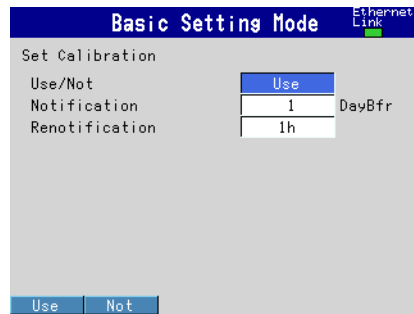 Basic Setting Mode
Ethernet
Link
Set Calibration
Use/Not Use
Notification 1 DayBfr
Renotification 1h
Use Not